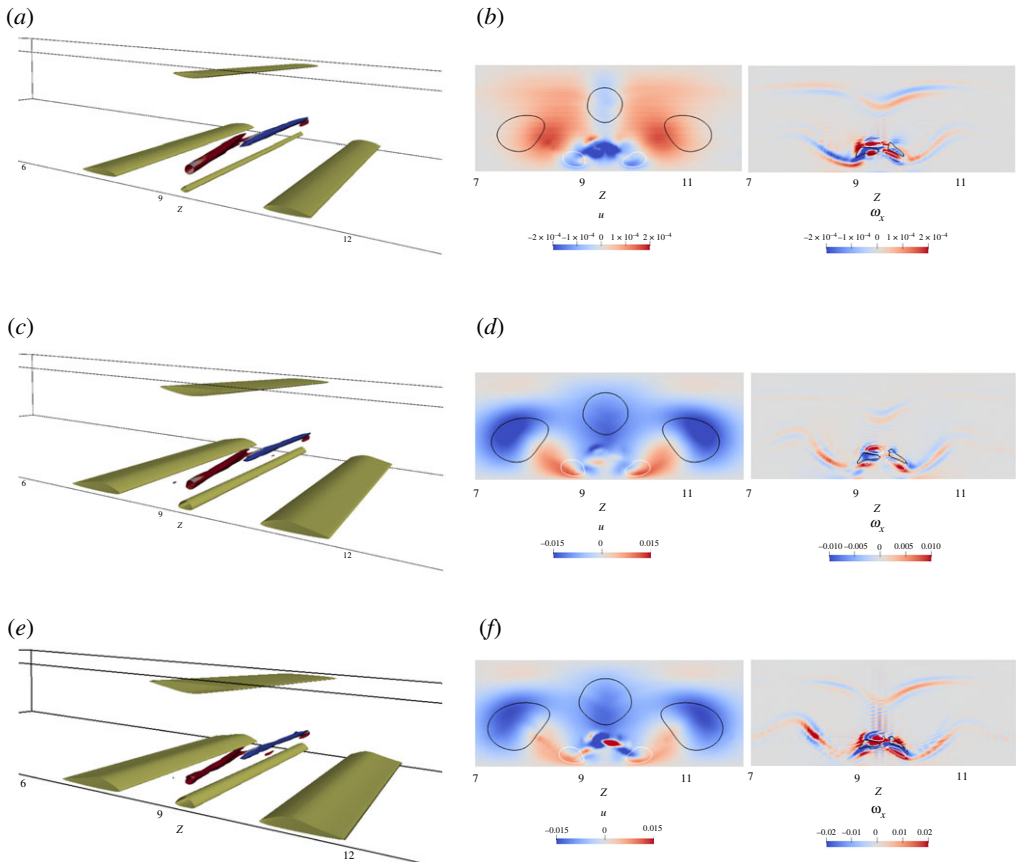 (a)
6
9
Z
12
(b)
7 9 11
Z
u
−2 × 10⁻⁴ −1 × 10⁻⁴ 0 1 × 10⁻⁴ 2 × 10⁻⁴
7 9 11
Z
ωₓ
−2 × 10⁻⁴ −1 × 10⁻⁴ 0 1 × 10⁻⁴ 2 × 10⁻⁴
(c)
6
9
Z
12
(d)
7 9 11
Z
u
−0.015 0 0.015
7 9 11
Z
ωₓ
−0.010 −0.005 0 0.005 0.010
(e)
6
9
Z
12
(f)
7 9 11
Z
u
−0.015 0 0.015
7 9 11
Z
ωₓ
−0.02 −0.01 0 0.01 0.02